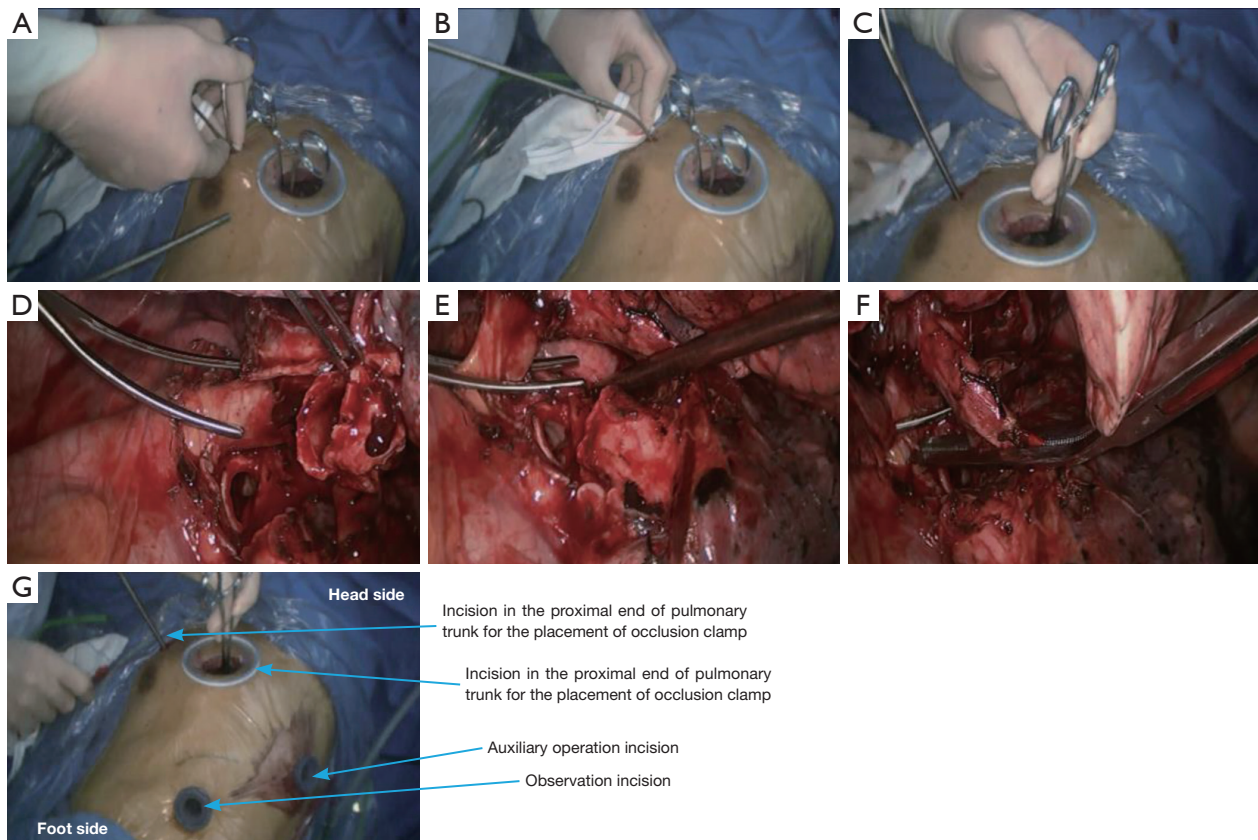 A
B
C
D
E
F
G
Head side
Incision in the proximal end of pulmonary
trunk for the placement of occlusion clamp
Incision in the proximal end of pulmonary
trunk for the placement of occlusion clamp
Auxiliary operation incision
Observation incision
Foot side